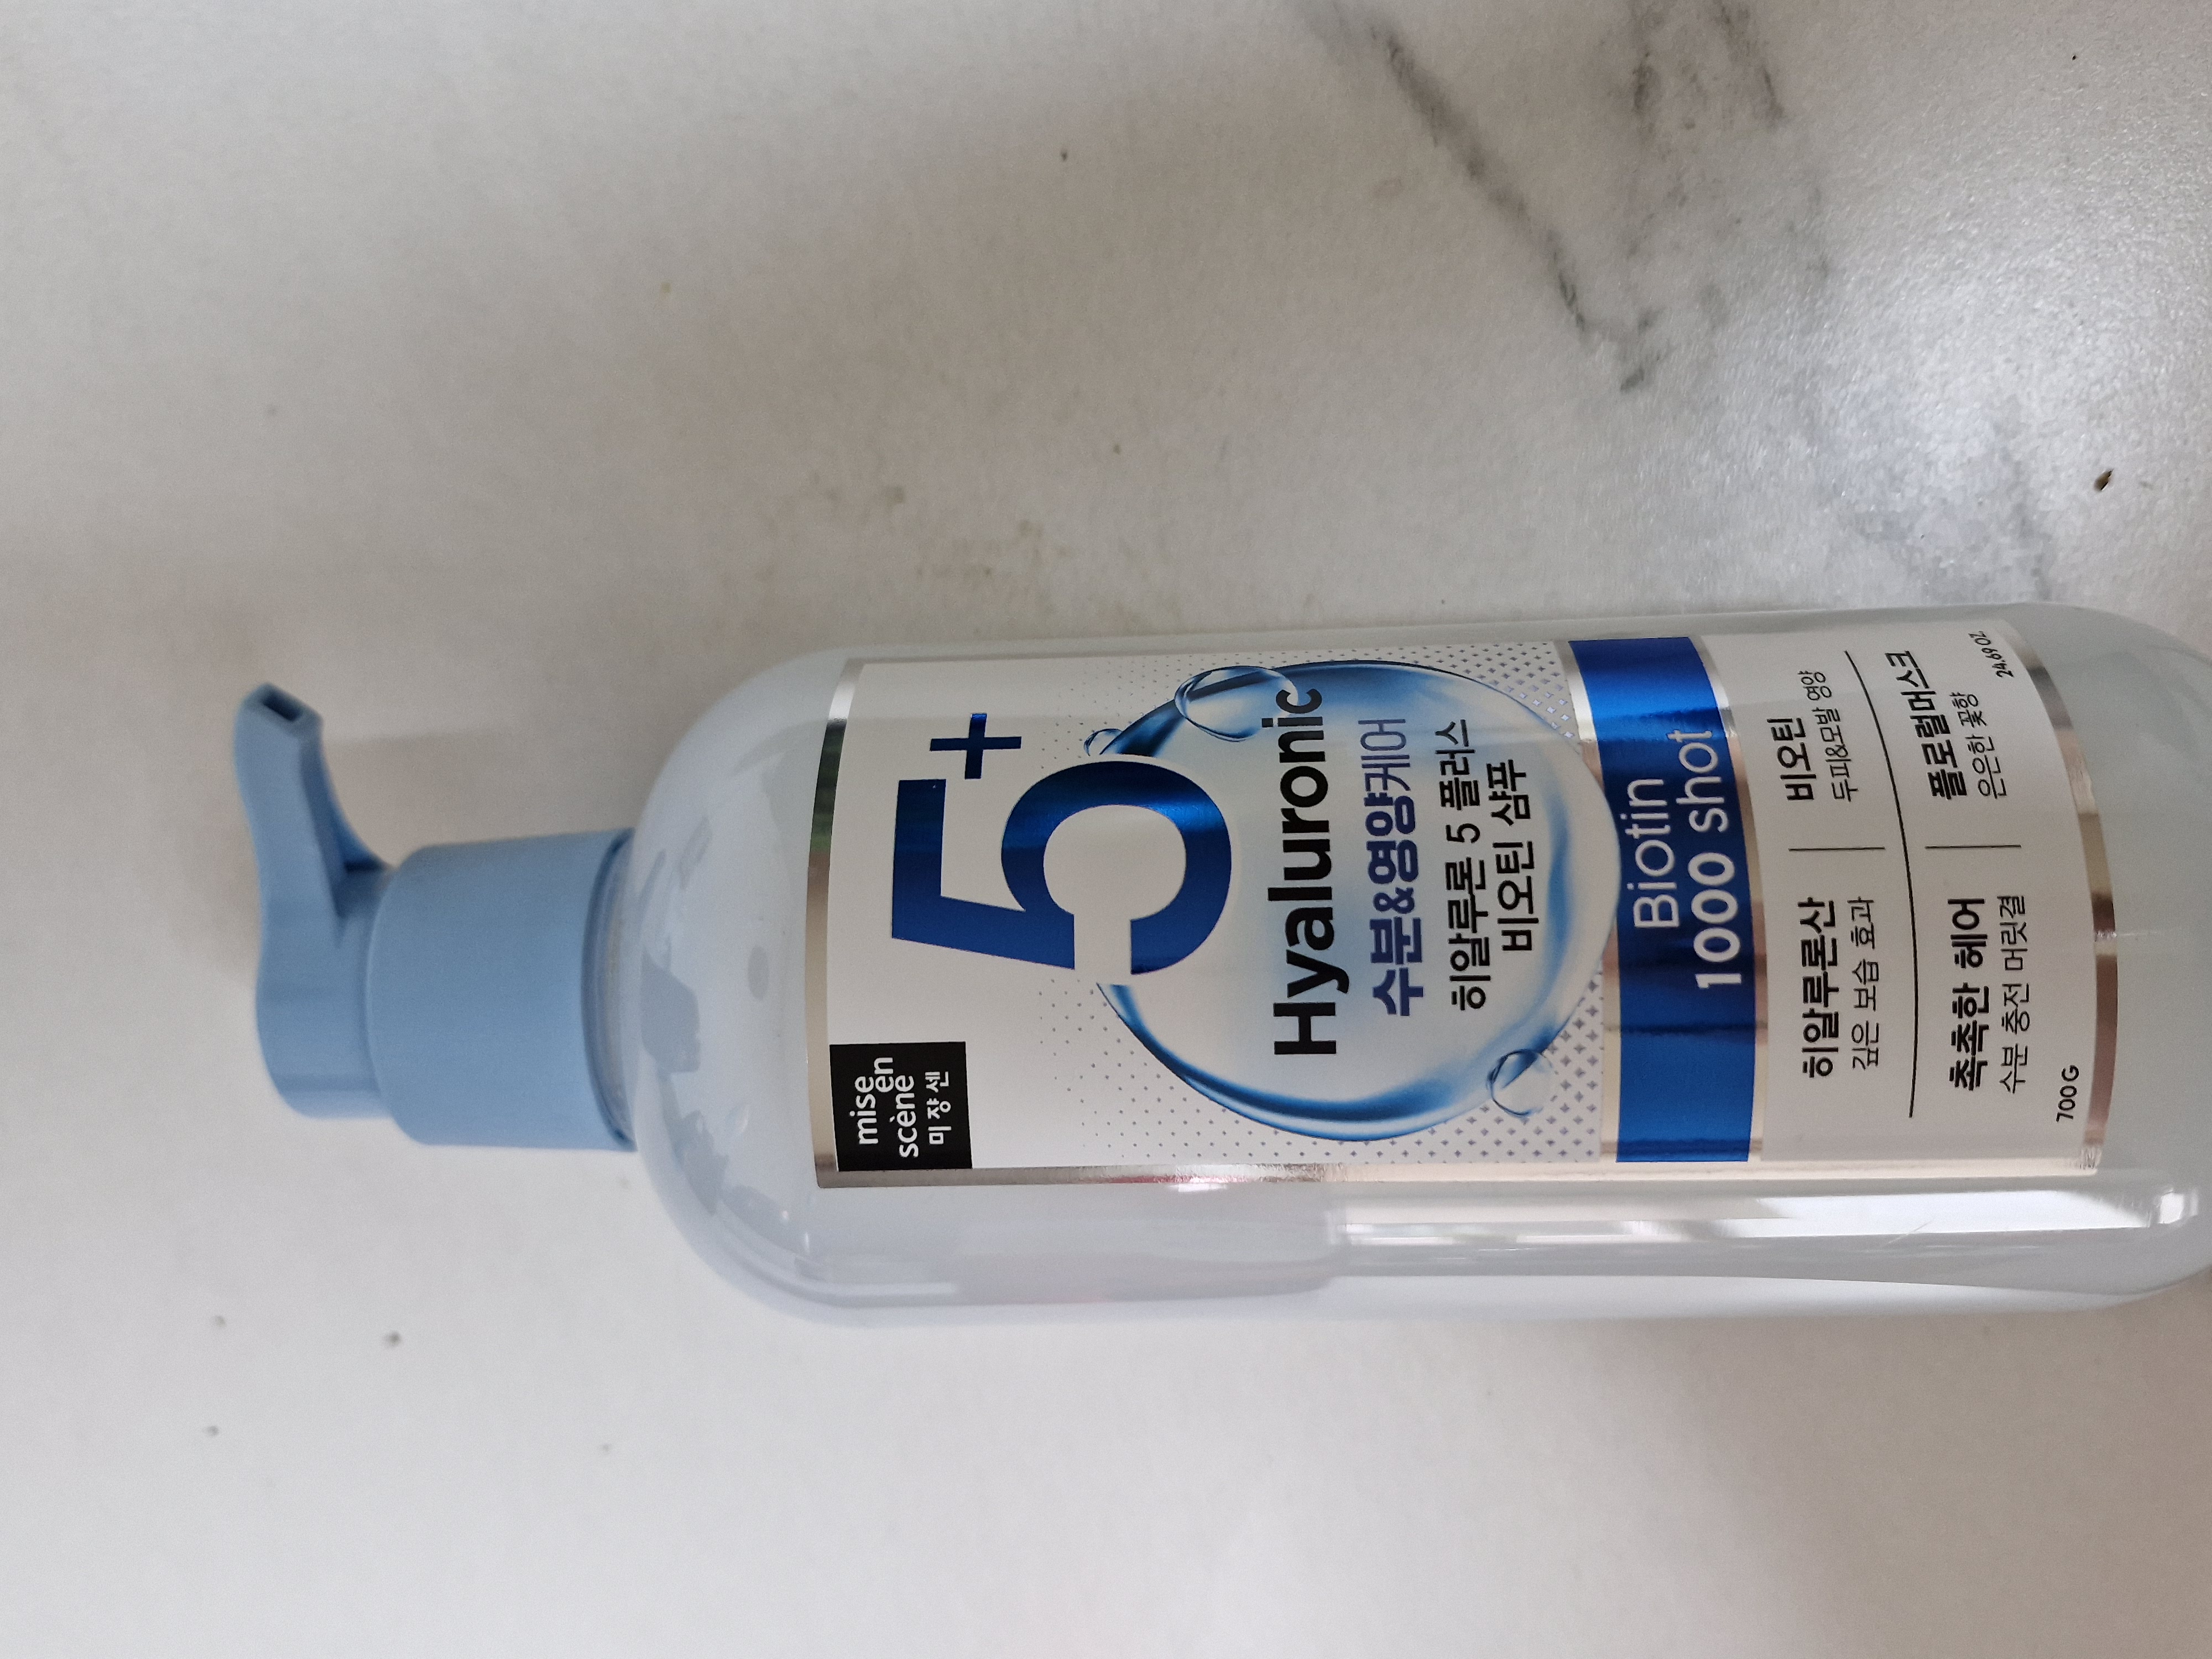 mise
en
scène
미쟝센
5+
Hyaluronic
수분&영양케어
히알루론 5 플러스
비오틴 샴푸
Biotin
1000 shot
히알루론산
깊은 보습 효과
비오틴
두피&모발 영양
촉촉한 헤어
수분 충전 머릿결
플로럴머스크
은은한 꽃향
700G
24.69 OZ.